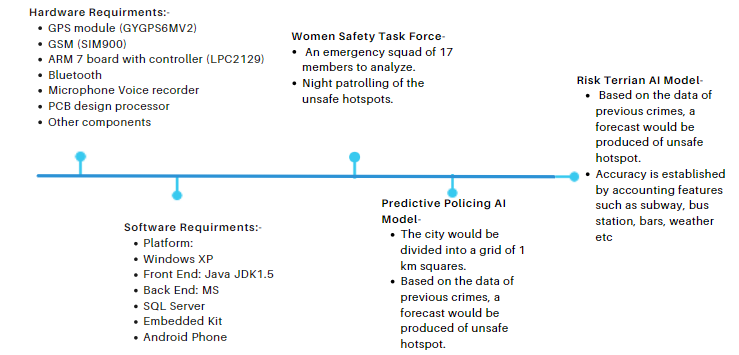 Hardware Requirments:-
GPS module (GYGPS6MV2)
GSM (SIM900)
ARM 7 board with controller (LPC2129)
Bluetooth
Microphone Voice recorder
PCB design processor
Other components
Women Safety Task Force-
An emergency squad of 17
members to analyze.
Night patrolling of the
unsafe hotspots.
Risk Terrian AI Model-
Based on the data of
previous crimes, a
forecast would be
produced of unsafe
hotspot.
Accuracy is established
by accounting features
such as subway, bus
station, bars, weather
etc
Software Requirments:-
Platform:
Windows XP
Front End: Java JDK1.5
Back End: MS
SQL Server
Embedded Kit
Android Phone
Predictive Policing AI
Model-
The city would be
divided into a grid of 1
km squares.
Based on the data of
previous crimes, a
forecast would be
produced of unsafe
hotspot.